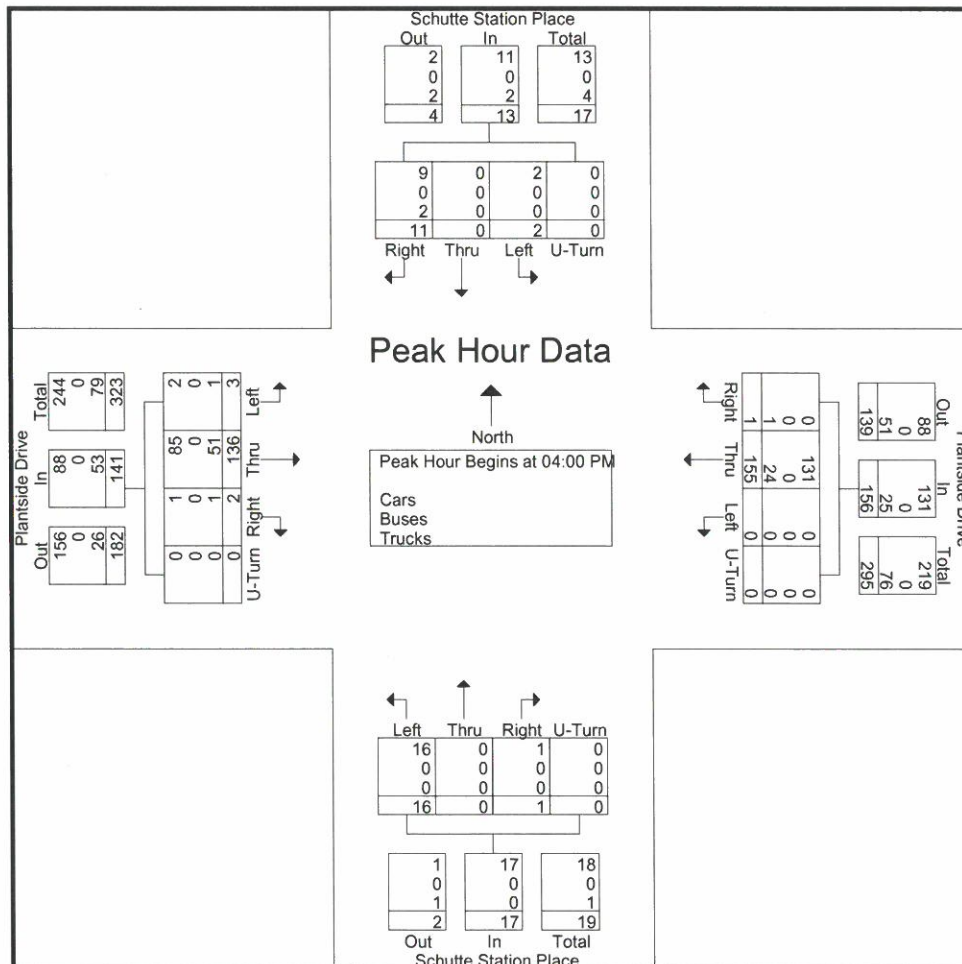 Schutte Station Place
Out In Total
2 11 13
0 0 0
2 2 4
4 13 17
9 0 2 0
0 0 0 0
2 0 0 0
11 0 2 0
Right Thru Left U-Turn
Peak Hour Data
North
Peak Hour Begins at 04:00 PM
Cars
Buses
Trucks
Plantside Drive
Out In Total
156 88 244
0 0 0
26 53 79
182 141 323
U-Turn Right Thru Left
0 1 85 2
0 0 0 0
0 1 51 1
0 2 136 3
Plantside Drive
Out In Total
88 131 219
0 0 0
51 25 76
139 156 295
Right Thru Left U-Turn
0 131 0 0
0 0 0 0
1 24 0 0
1 155 0 0
Left Thru Right U-Turn
16 0 1 0
0 0 0 0
0 0 0 0
16 0 1 0
1 17 18
0 0 0
1 0 1
2 17 19
Out In Total
Schutte Station Place